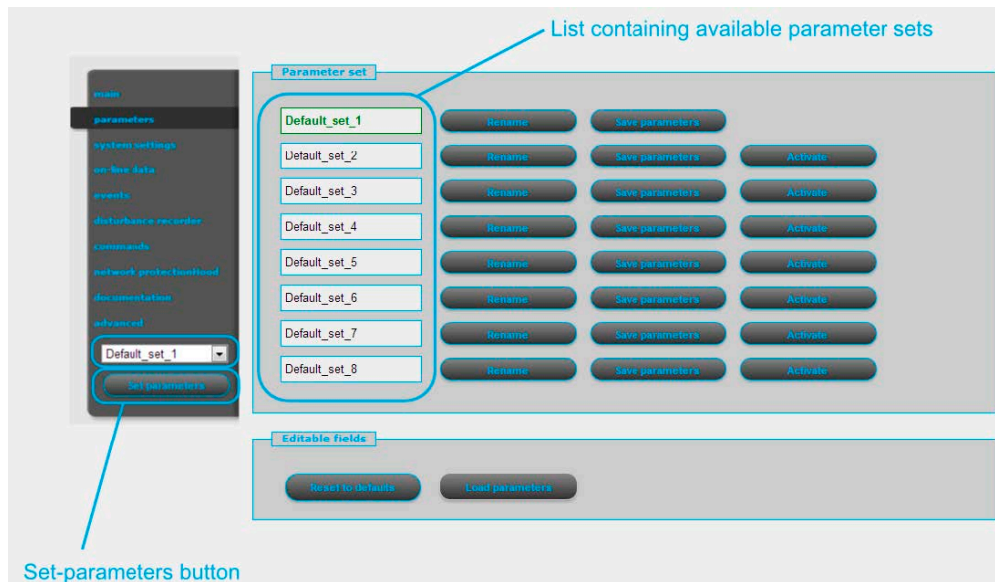 List containing available parameter sets
Parameter set
main
parameters
system settings
on-line data
events
disturbance recorder
commands
network protection
documentation
advanced
Default_set_1
Set parameters
Default_set_1 Rename Save parameters
Default_set_2 Rename Save parameters Activate
Default_set_3 Rename Save parameters Activate
Default_set_4 Rename Save parameters Activate
Default_set_5 Rename Save parameters Activate
Default_set_6 Rename Save parameters Activate
Default_set_7 Rename Save parameters Activate
Default_set_8 Rename Save parameters Activate
Editable fields
Reset to defaults Load parameters
Set-parameters button